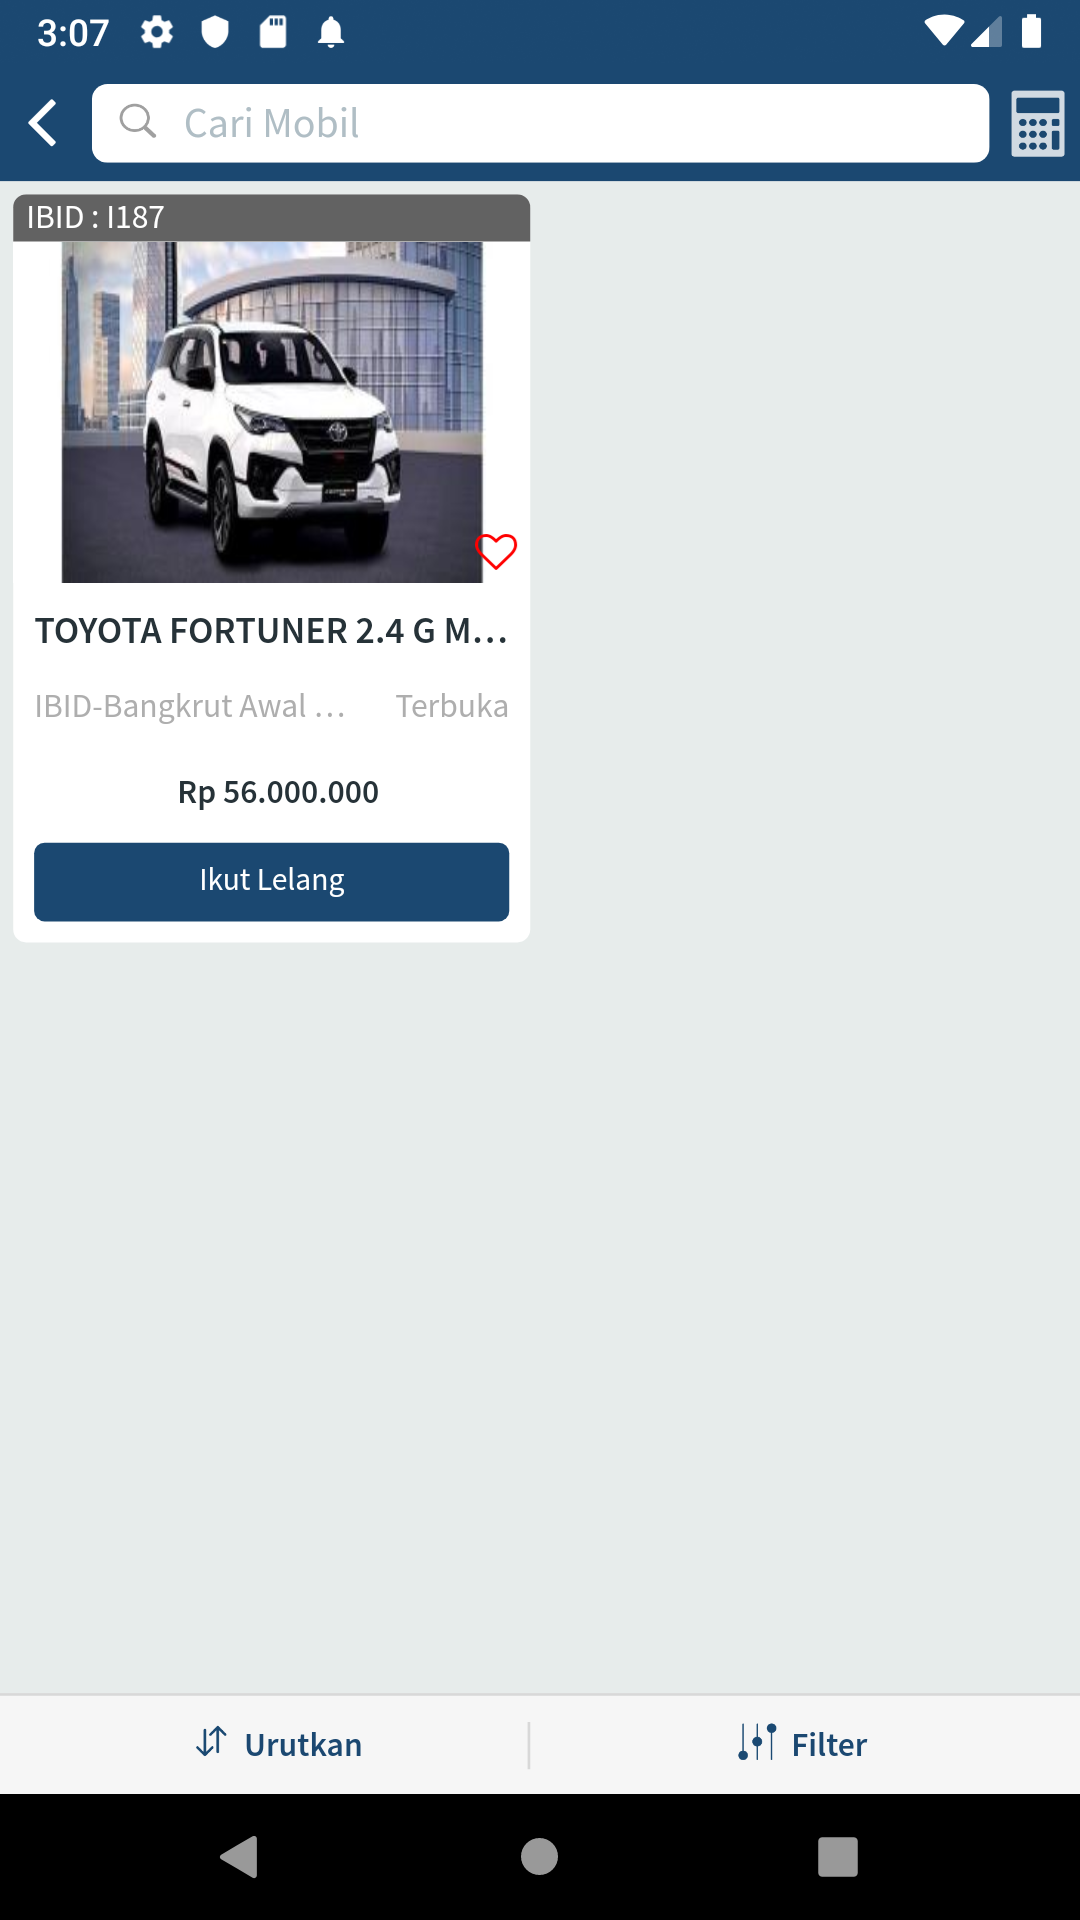 3:07
Cari Mobil
IBID : I187
TOYOTA FORTUNER 2.4 G M...
IBID-Bangkrut Awal ... Terbuka
Rp 56.000.000
Ikut Lelang
Urutkan
Filter